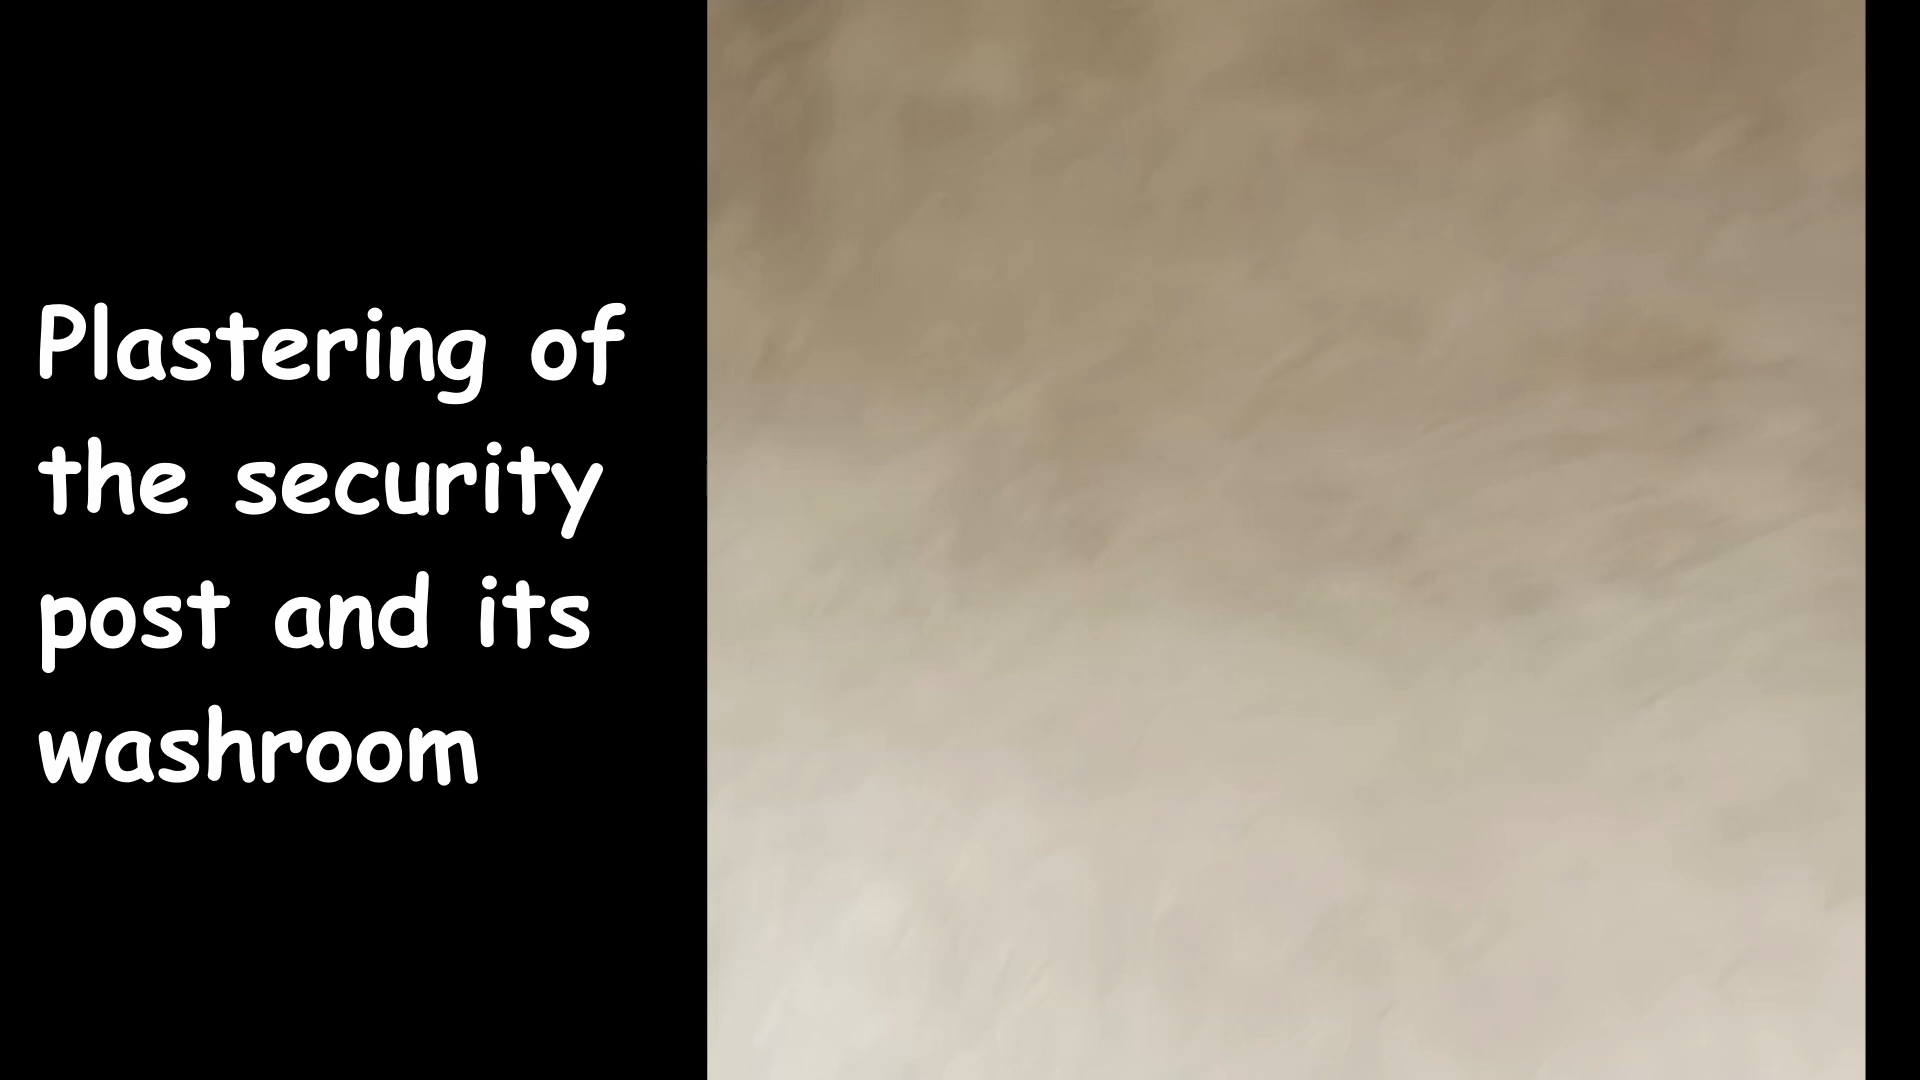 Plastering of
the security
post and its
washroom